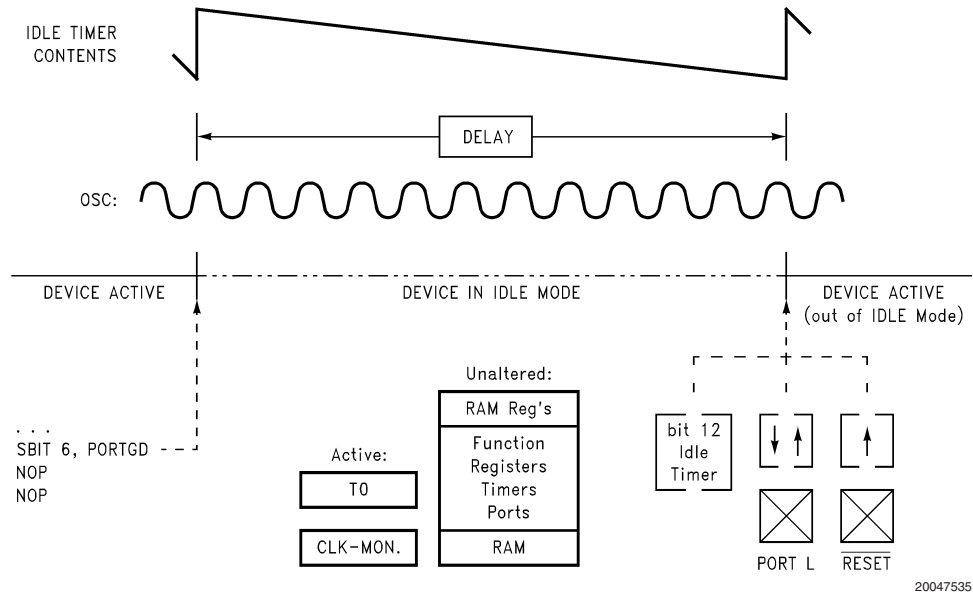 IDLE TIMER
CONTENTS
DELAY
OSC:
DEVICE ACTIVE
DEVICE IN IDLE MODE
DEVICE ACTIVE
(out of IDLE Mode)
. . .
SBIT 6, PORTGD
NOP
NOP
Active:
T0
CLK-MON.
Unaltered:
RAM Reg's
Function
Registers
Timers
Ports
RAM
bit 12
Idle
Timer
PORT L
RESET
20047535